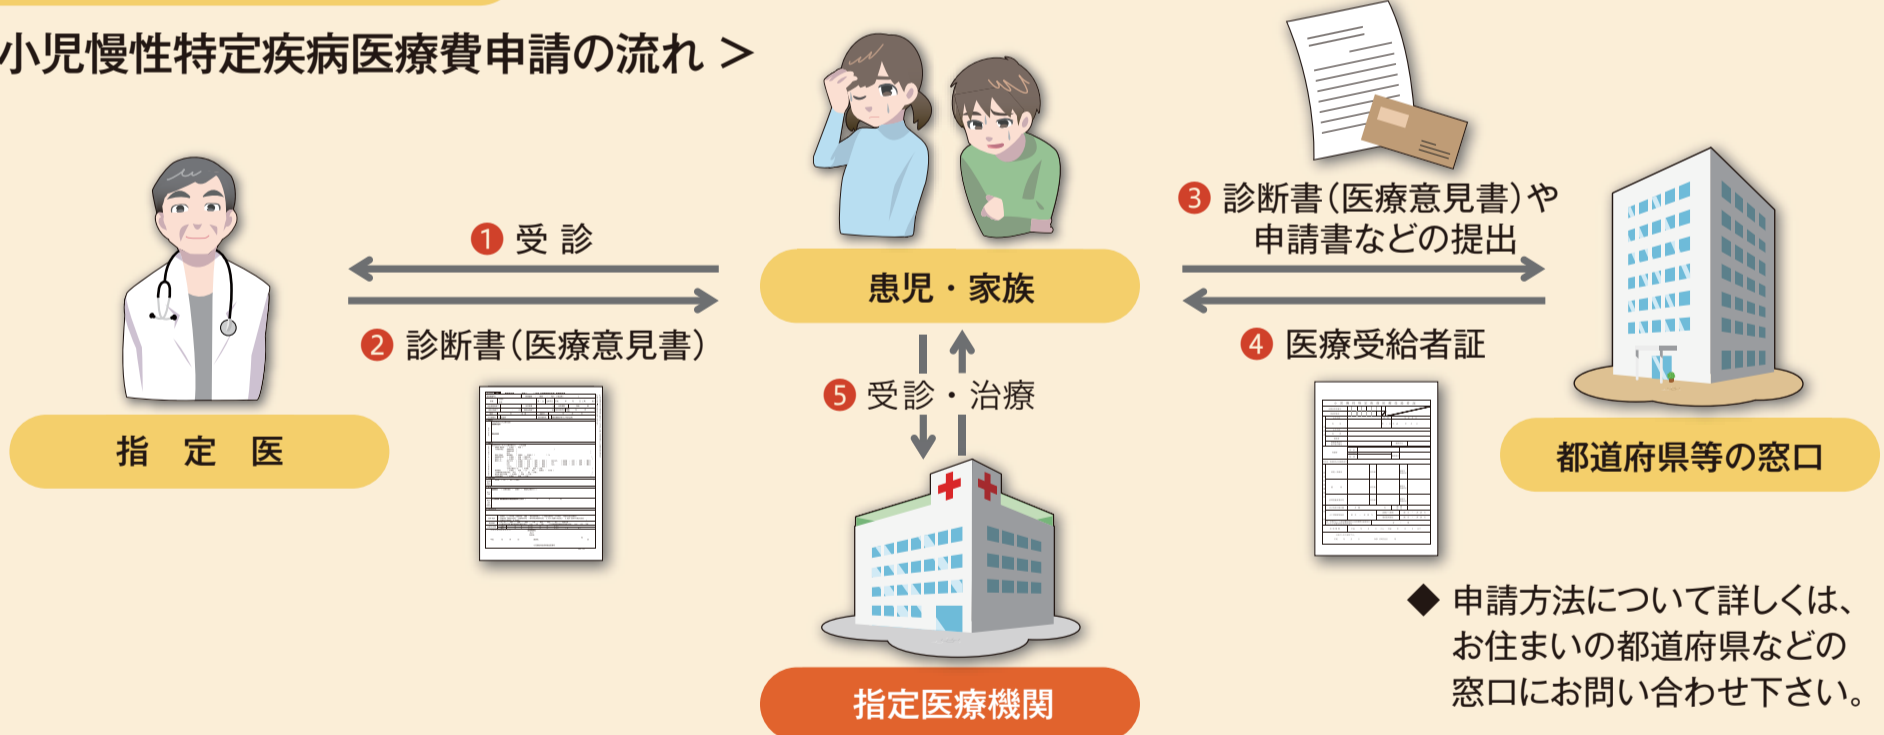 小児慢性特定疾病医療費申請の流れ ＞
❶ 受 診
❷ 診断書（医療意見書）
指 定 医
患児・家族
❸ 診断書（医療意見書）や
申請書などの提出
❹ 医療受給者証
都道府県等の窓口
❺ 受診・治療
指定医療機関
◆ 申請方法について詳しくは、
お住まいの都道府県などの
窓口にお問い合わせ下さい。